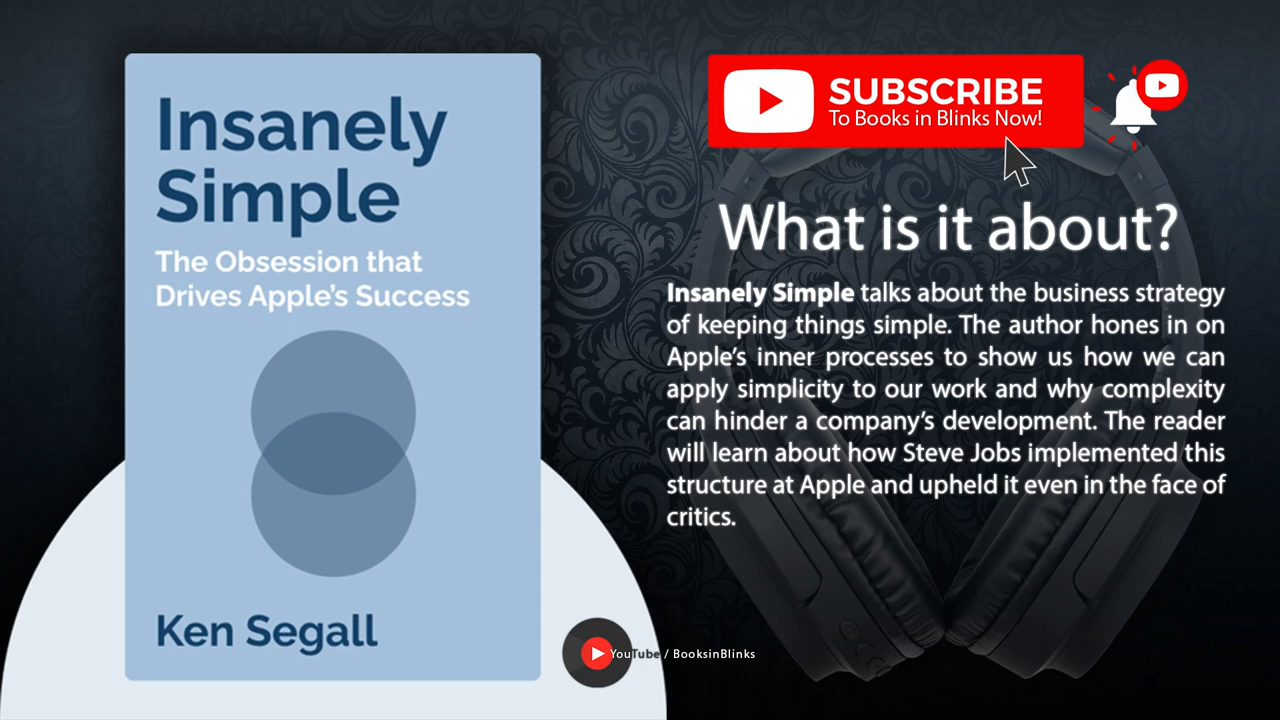 Insanely
Simple
The Obsession that
Drives Apple's Success
Ken Segall
SUBSCRIBE
To Books in Blinks Now!
What is it about?
Insanely Simple talks about the business strategy
of keeping things simple. The author hones in on
Apple's inner processes to show us how we can
apply simplicity to our work and why complexity
can hinder a company's development. The reader
will learn about how Steve Jobs implemented this
structure at Apple and upheld it even in the face of
critics.
YouTube / BooksinBlinks